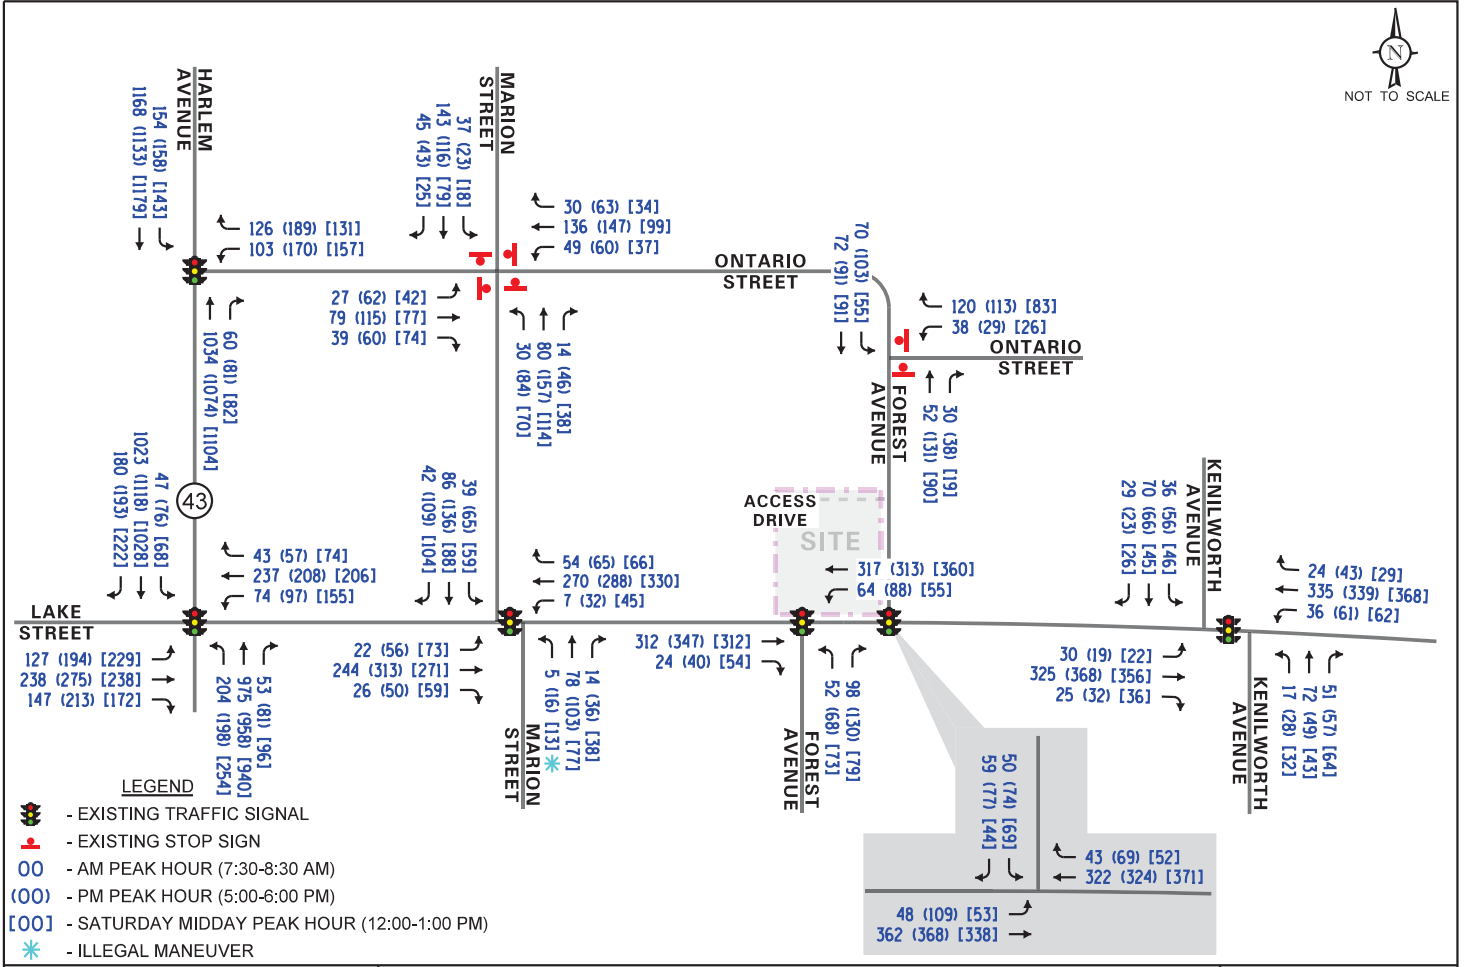 N
NOT TO SCALE
HARLEM
AVENUE
154 (158) [143]
1168 (1133) [1179]
126 (189) [131]
103 (170) [157]
60 (81) [82]
1034 (1074) [1104]
MARION
STREET
37 (23) [18]
143 (116) [79]
45 (43) [25]
30 (63) [34]
136 (147) [99]
49 (60) [37]
27 (62) [42]
79 (115) [77]
39 (60) [74]
14 (46) [38]
80 (157) [114]
30 (84) [70]
ONTARIO
STREET
70 (103) [55]
72 (91) [91]
120 (113) [83]
38 (29) [26]
ONTARIO
STREET
FOREST
AVENUE
30 (38) [19]
52 (131) [90]
43
47 (76) [68]
1023 (1118) [1028]
180 (193) [222]
43 (57) [74]
237 (208) [206]
74 (97) [155]
LAKE
STREET
127 (194) [229]
238 (275) [238]
147 (213) [172]
53 (81) [96]
975 (958) [940]
204 (198) [254]
39 (65) [59]
86 (136) [88]
42 (109) [104]
54 (65) [66]
270 (288) [330]
7 (32) [45]
22 (56) [73]
244 (313) [271]
26 (50) [59]
14 (36) [38]
78 (103) [77]
5 (16) [13]
MARION
STREET
ACCESS
DRIVE
SITE
317 (313) [360]
64 (88) [55]
312 (347) [312]
24 (40) [54]
98 (130) [79]
52 (68) [73]
FOREST
AVENUE
KENILWORTH
AVENUE
36 (56) [46]
70 (66) [45]
29 (23) [26]
24 (43) [29]
335 (339) [368]
36 (61) [62]
30 (19) [22]
325 (368) [356]
25 (32) [36]
51 (57) [64]
72 (49) [43]
17 (28) [32]
KENILWORTH
AVENUE
50 (74) [69]
59 (77) [44]
43 (69) [52]
322 (324) [371]
48 (109) [53]
362 (368) [338]
LEGEND
- EXISTING TRAFFIC SIGNAL
- EXISTING STOP SIGN
00 - AM PEAK HOUR (7:30-8:30 AM)
(00) - PM PEAK HOUR (5:00-6:00 PM)
[00] - SATURDAY MIDDAY PEAK HOUR (12:00-1:00 PM)
- ILLEGAL MANEUVER